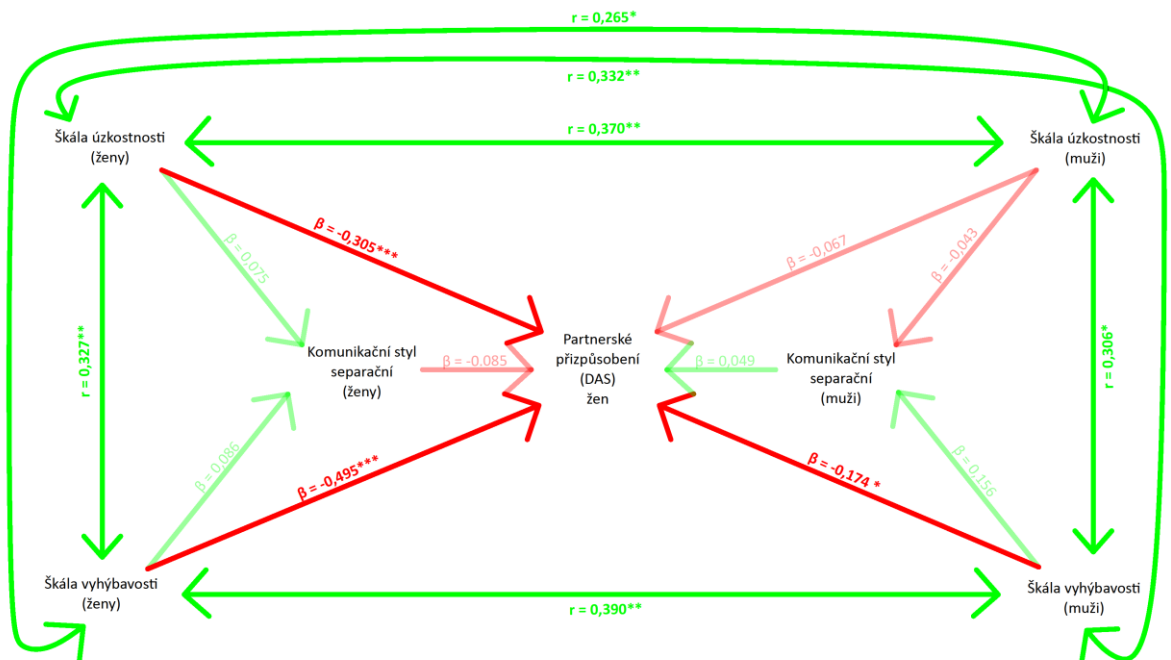 r = 0,265*
r = 0,332**
Škála úzkostnosti
(ženy)
r = 0,370**
Škála úzkostnosti
(muži)
β = -0,305***
β = 0,075
β = -0,067
β = -0,043
r = 0,327**
Komunikační styl
separační
(ženy)
β = -0.085
Partnerské
přizpůsobení
(DAS)
žen
β = 0,049
Komunikační styl
separační
(muži)
r = 0,306*
β = 0,086
β = -0,495***
β = -0,174 *
β = 0,156
Škála vyhýbavosti
(ženy)
r = 0,390**
Škála vyhýbavosti
(muži)